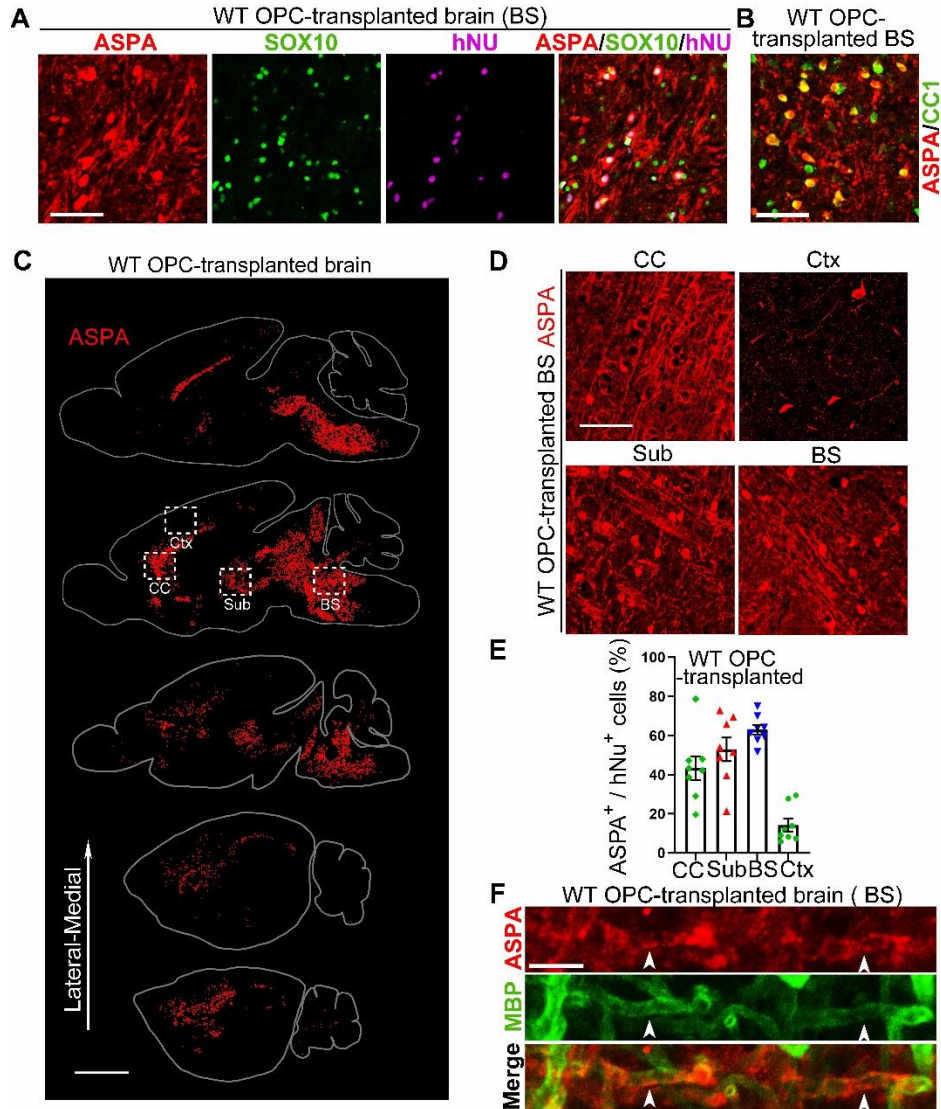 A
WT OPC-transplanted brain (BS)
ASPA
SOX10
hNU
ASPA/SOX10/hNU
B
WT OPC-
transplanted BS
ASPA/CC1
C
WT OPC-transplanted brain
ASPA
Ctx
CC
Sub
BS
Lateral-Medial
D
WT OPC-transplanted BS ASPA
CC
Ctx
Sub
BS
E
WT OPC
-transplanted
ASPA⁺ / hNu⁺ cells (%)
100
80
60
40
20
0
CC
Sub
BS
Ctx
F
WT OPC-transplanted brain ( BS)
ASPA
MBP
Merge